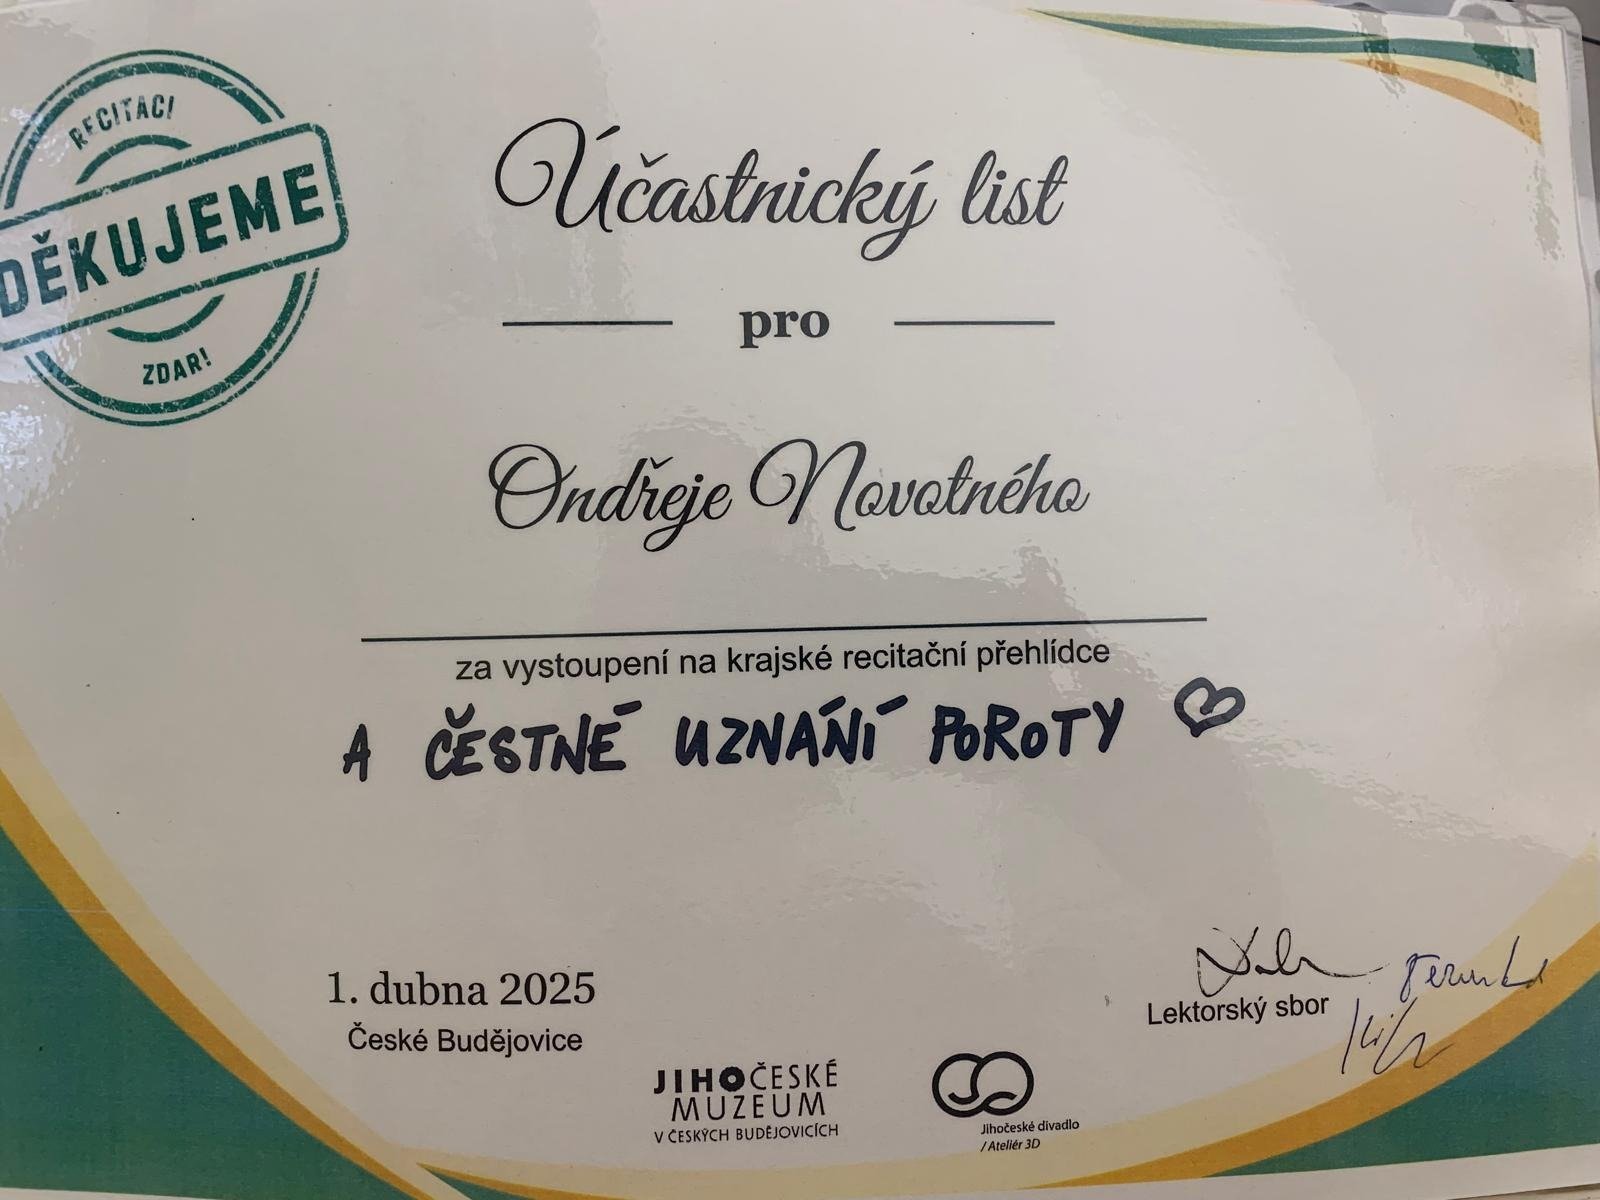 RECITACI
DĚKUJEME
ZDAR!
Účastnický list
pro
Ondřeje Novotného
za vystoupení na krajské recitační přehlídce
A ČESTNÉ UZNÁNÍ POROTY
1. dubna 2025
České Budějovice
Lektorský sbor
JIHOČESKÉ
MUZEUM
V ČESKÝCH BUDĚJOVICÍCH
Jihočeské divadlo
/ Ateliér 3D